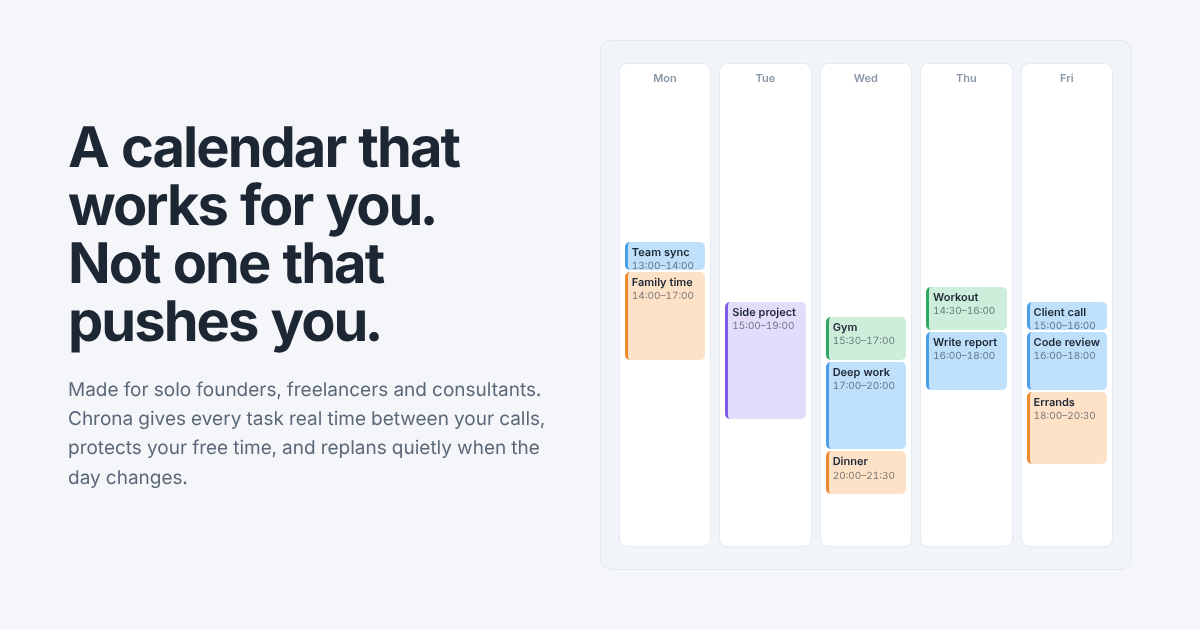 A calendar that
works for you.
Not one that
pushes you.
Made for solo founders, freelancers and consultants.
Chrona gives every task real time between your calls,
protects your free time, and replans quietly when the
day changes.
Mon
Team sync
13:00–14:00
Family time
14:00–17:00
Tue
Side project
15:00–19:00
Wed
Gym
15:30–17:00
Deep work
17:00–20:00
Dinner
20:00–21:30
Thu
Workout
14:30–16:00
Write report
16:00–18:00
Fri
Client call
15:00–16:00
Code review
16:00–18:00
Errands
18:00–20:30